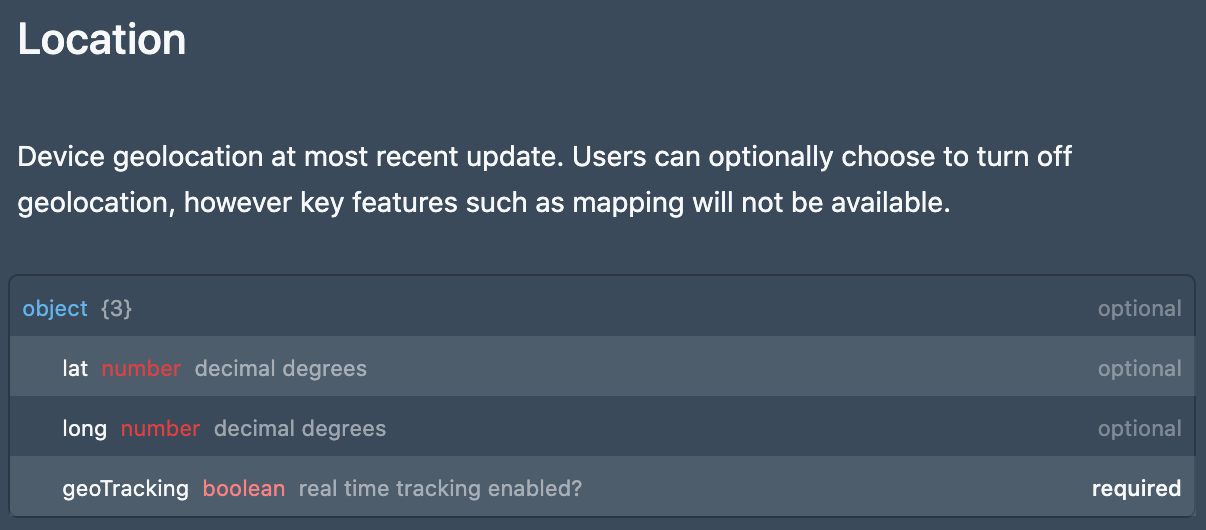 Location
Device geolocation at most recent update. Users can optionally choose to turn off
geolocation, however key features such as mapping will not be available.
object {3} optional
lat number decimal degrees optional
long number decimal degrees optional
geoTracking boolean real time tracking enabled? required